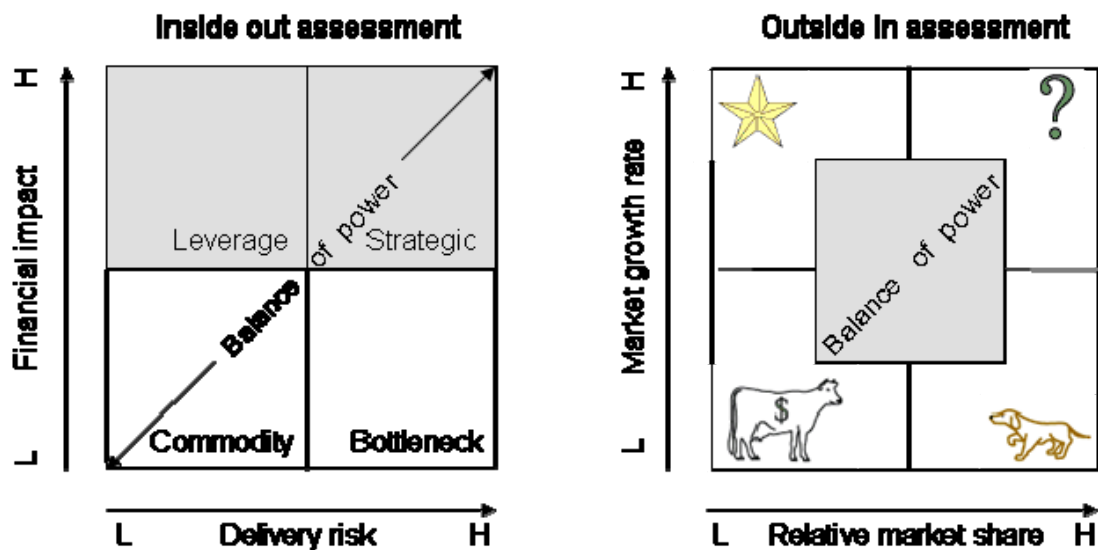 Inside out assessment
H
Financial impact
L
Leverage
Strategic
Balance of power
Commodity
Bottleneck
L
Delivery risk
H
Outside in assessment
H
Market growth rate
L
?
Balance of power
$
L
Relative market share
H